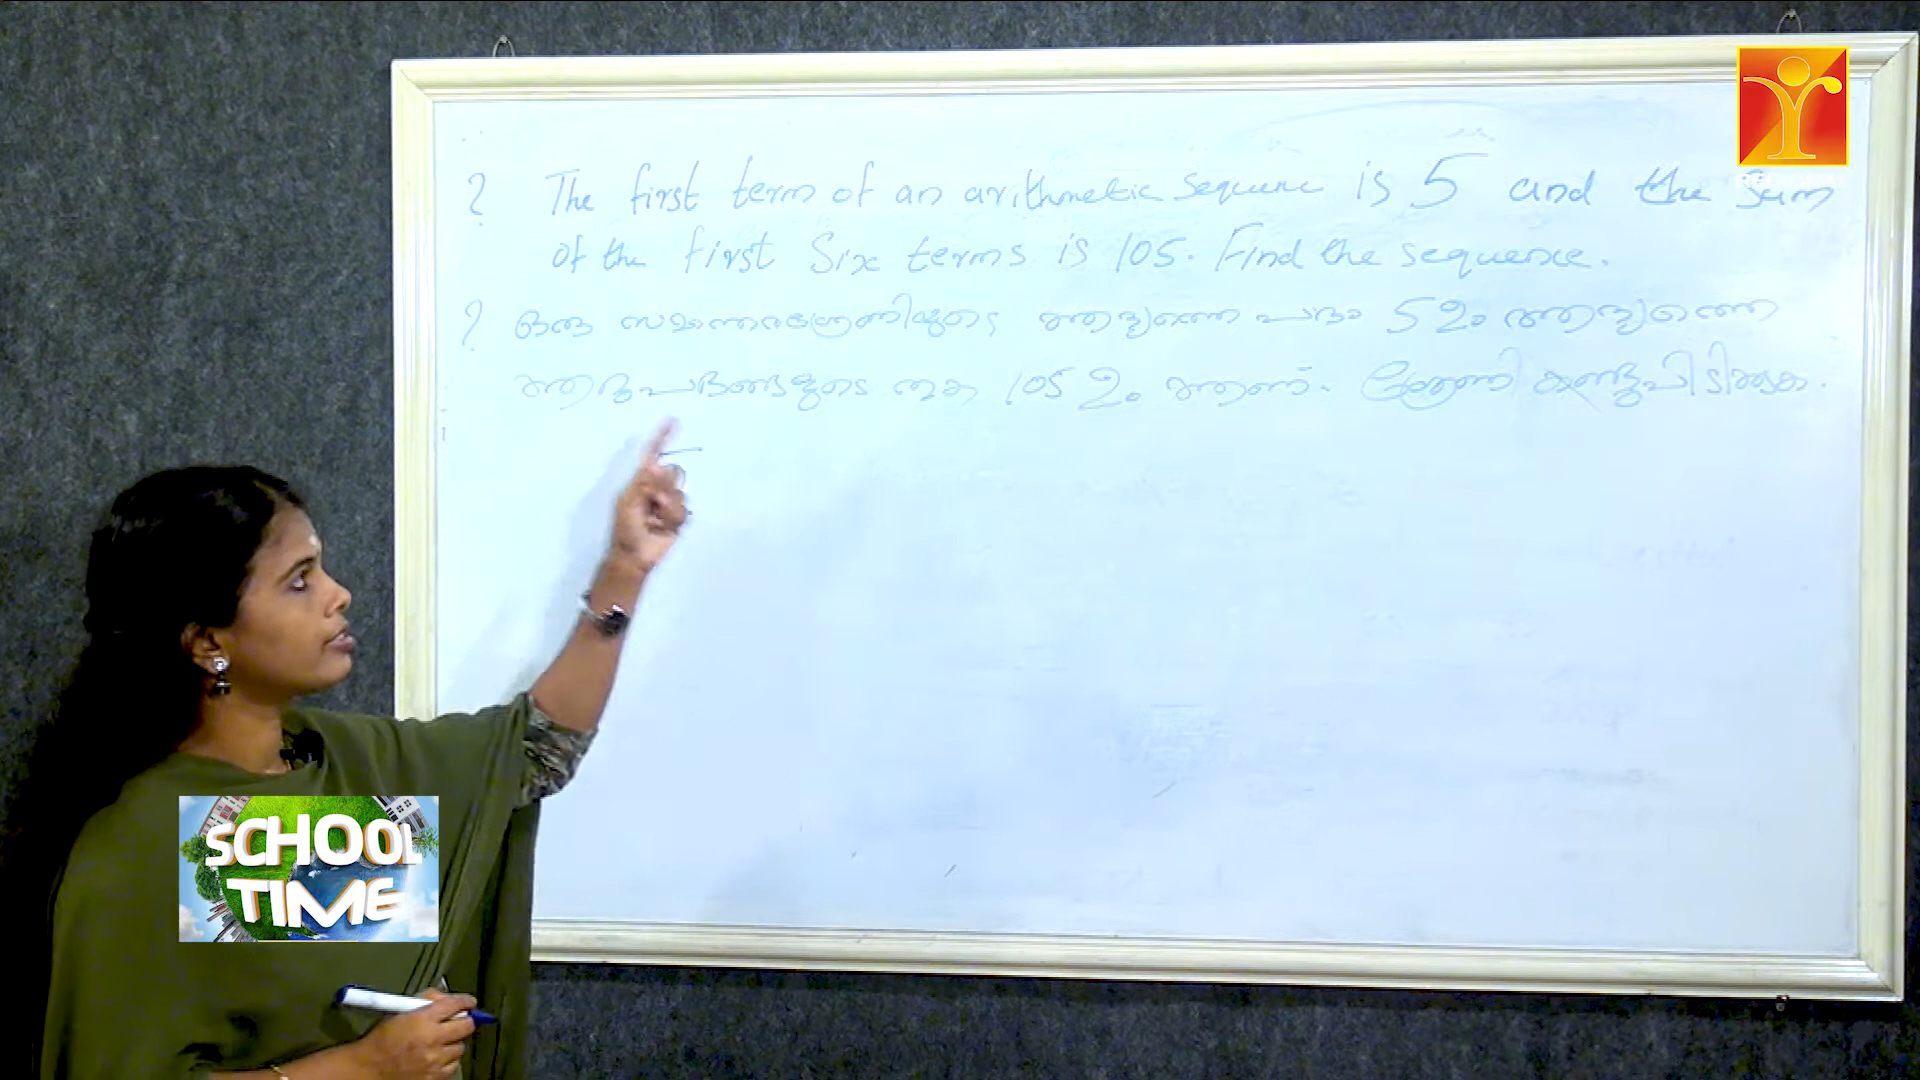 ? The first term of an arithmetic sequence is 5 and the sum
of the first Six terms is 105. Find the sequence.
? ഒരു സമാന്തരശ്രേണിയുടെ ആദ്യത്തെ പദം 5 ഉം ആദ്യത്തെ
ആറുപദങ്ങളുടെ തുക 105 ഉം ആണ്. ശ്രേണി കണ്ടുപിടിക്കുക.
SCHOOL
TIME